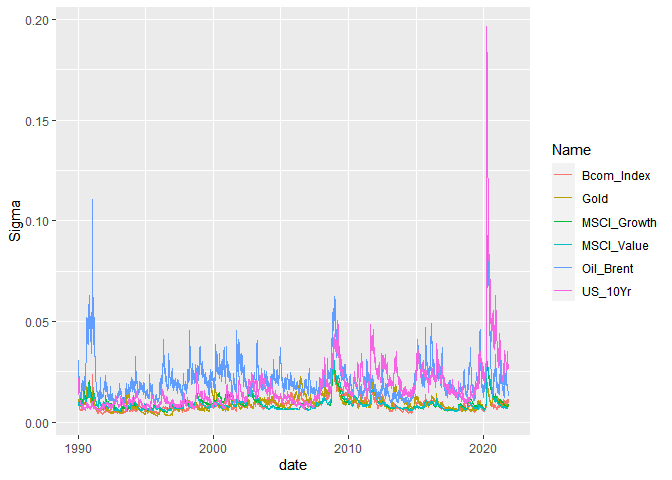 0.20
0.15
0.10
0.05
0.00
Sigma
1990
2000
2010
2020
date
Name
Bcom_Index
Gold
MSCI_Growth
MSCI_Value
Oil_Brent
US_10Yr